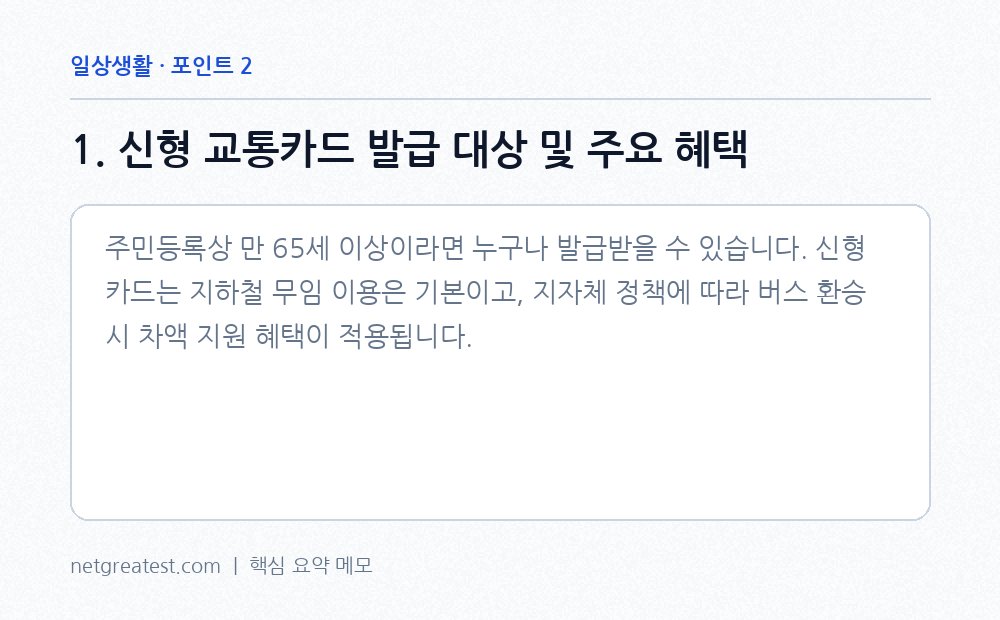 일상생활 · 포인트 2
1. 신형 교통카드 발급 대상 및 주요 혜택
주민등록상 만 65세 이상이라면 누구나 발급받을 수 있습니다. 신형
카드는 지하철 무임 이용은 기본이고, 지자체 정책에 따라 버스 환승
시 차액 지원 혜택이 적용됩니다.
netgreatest.com | 핵심 요약 메모